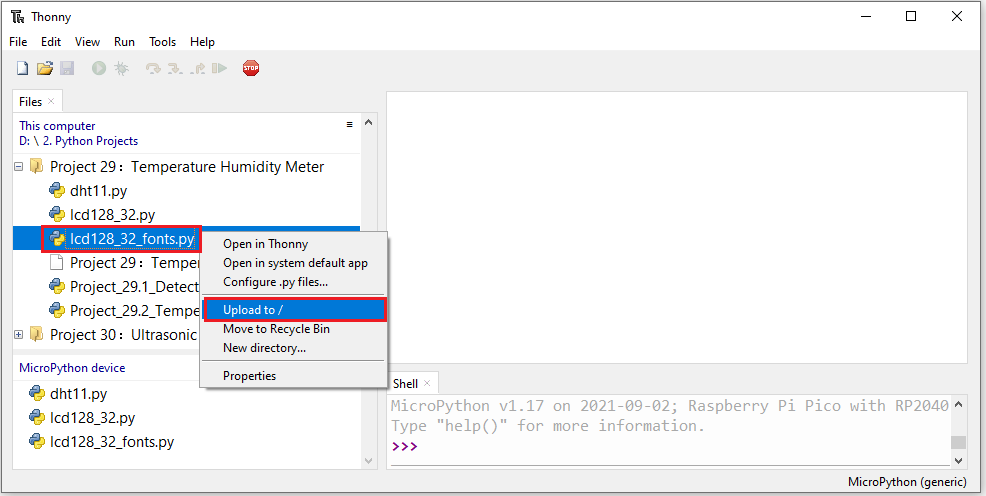 Thonny
File Edit View Run Tools Help
STOP
Files
This computer
D: \ 2. Python Projects
Project 29：Temperature Humidity Meter
dht11.py
lcd128_32.py
lcd128_32_fonts.py
Project 29：Temper
Project_29.1_Detect
Project_29.2_Tempe
Project 30：Ultrasonic
Open in Thonny
Open in system default app
Configure .py files...
Upload to /
Move to Recycle Bin
New directory...
Properties
MicroPython device
dht11.py
lcd128_32.py
lcd128_32_fonts.py
Shell
MicroPython v1.17 on 2021-09-02; Raspberry Pi Pico with RP2040
Type "help()" for more information.
>>>
MicroPython (generic)